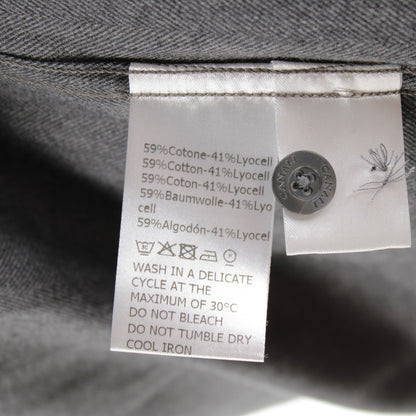 59%Cotone-41%Lyocell
59%Cotton-41%Lyocell
59%Coton-41%Lyocell
59%Baumwolle-41%Lyo
cell
59%Algodón-41%Lyocell
WASH IN A DELICATE
CYCLE AT THE
MAXIMUM OF 30°C
DO NOT BLEACH
DO NOT TUMBLE DRY
COOL IRON
CANALI
CANALI